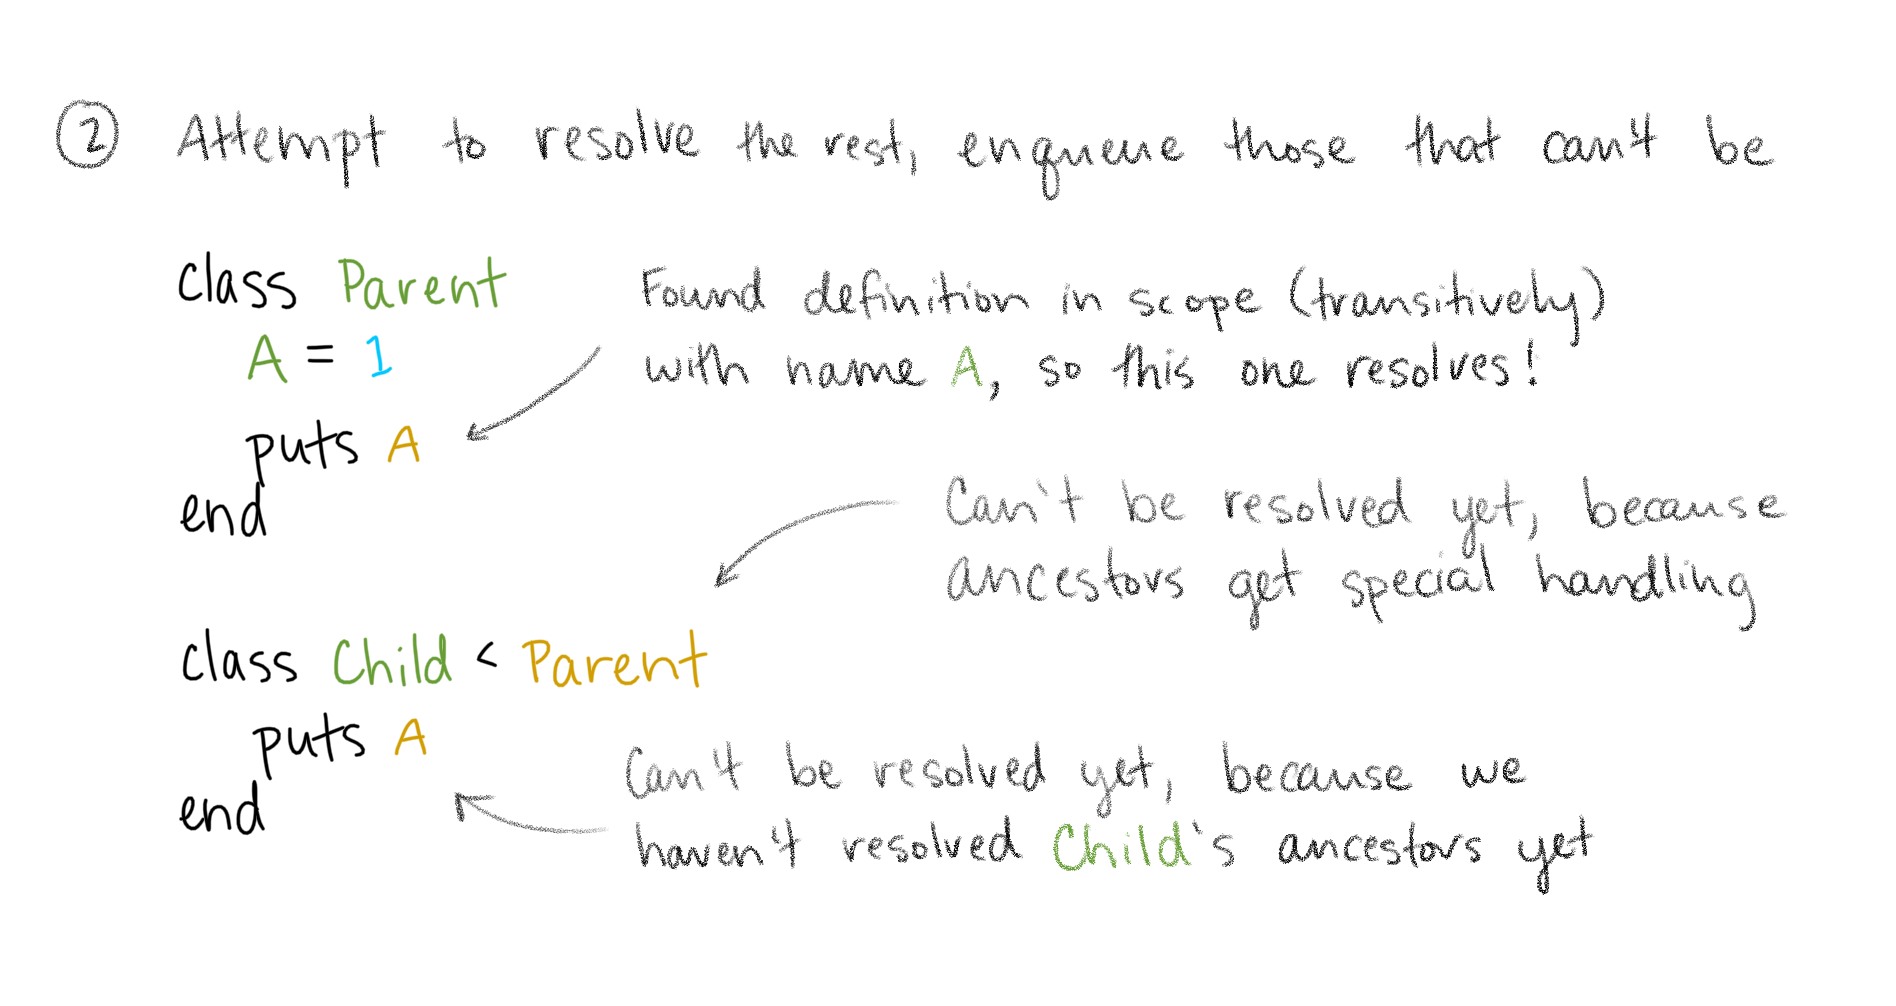 ② Attempt to resolve the rest, enqueue those that can't be
class Parent
A = 1
puts A
end
Found definition in scope (transitively)
with name A, so this one resolves!
Can't be resolved yet, because
ancestors get special handling
class Child < Parent
puts A
end
Can't be resolved yet, because we
haven't resolved Child's ancestors yet